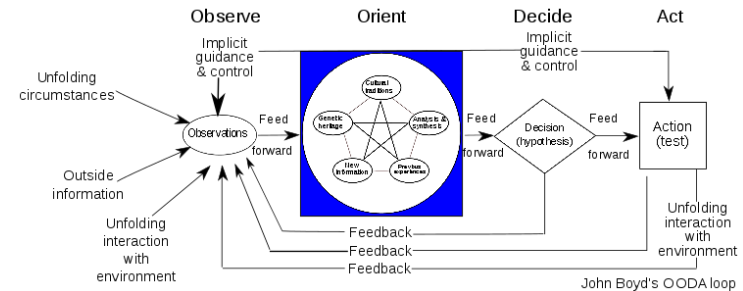 Observe
Orient
Decide
Act
Implicit
guidance
& control
Implicit
guidance
& control
Unfolding
circumstances
Observations
Feed
forward
Cultural
traditions
Genetic
heritage
Analysis &
synthesis
New
information
Previous
experiences
Feed
forward
Decision
(hypothesis)
Feed
forward
Action
(test)
Outside
information
Unfolding
interaction
with
environment
Unfolding
interaction
with
environment
Feedback
Feedback
Feedback
John Boyd's OODA loop